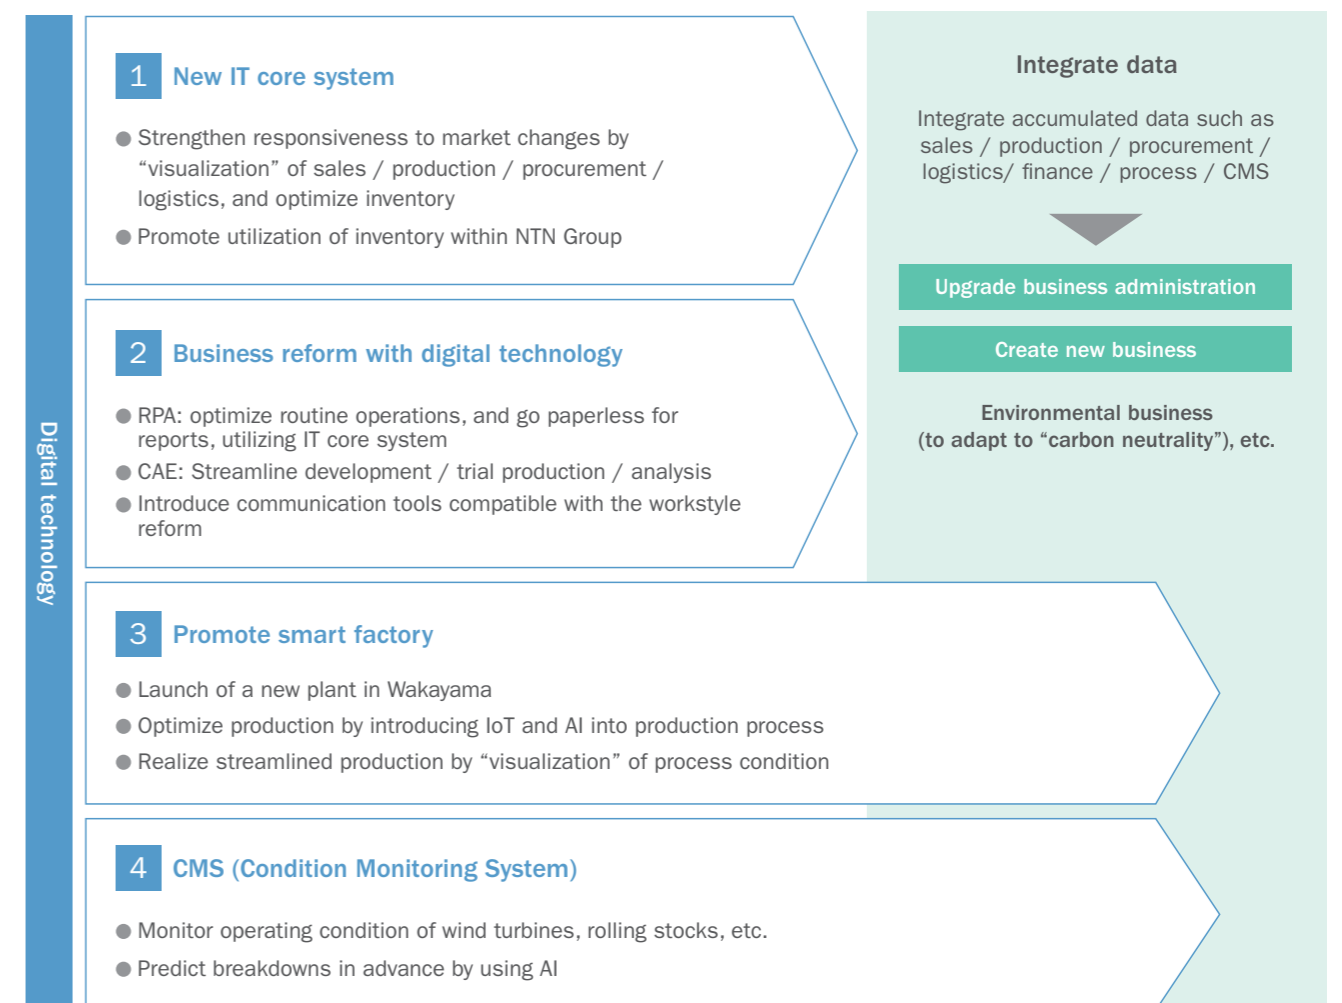 Digital technology
1 New IT core system
● Strengthen responsiveness to market changes by
“visualization” of sales / production / procurement /
logistics, and optimize inventory
● Promote utilization of inventory within NTN Group
2 Business reform with digital technology
● RPA: optimize routine operations, and go paperless for
reports, utilizing IT core system
● CAE: Streamline development / trial production / analysis
● Introduce communication tools compatible with the workstyle
reform
3 Promote smart factory
● Launch of a new plant in Wakayama
● Optimize production by introducing IoT and AI into production process
● Realize streamlined production by “visualization” of process condition
4 CMS (Condition Monitoring System)
● Monitor operating condition of wind turbines, rolling stocks, etc.
● Predict breakdowns in advance by using AI
Integrate data
Integrate accumulated data such as
sales / production / procurement /
logistics/ finance / process / CMS
Upgrade business administration
Create new business
Environmental business
(to adapt to “carbon neutrality”), etc.